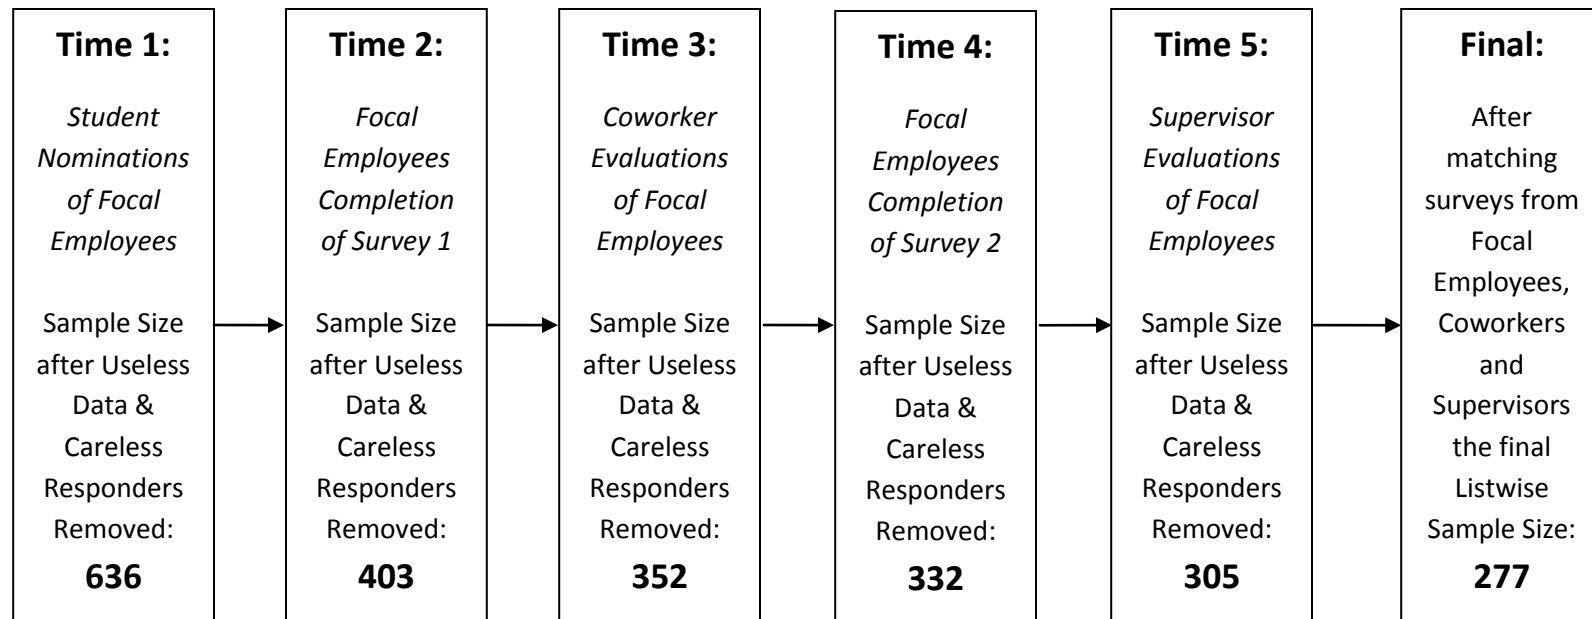 Time 1:
Student
Nominations
of Focal
Employees
Sample Size
after Useless
Data &
Careless
Responders
Removed:
636
Time 2:
Focal
Employees
Completion
of Survey 1
Sample Size
after Useless
Data &
Careless
Responders
Removed:
403
Time 3:
Coworker
Evaluations
of Focal
Employees
Sample Size
after Useless
Data &
Careless
Responders
Removed:
352
Time 4:
Focal
Employees
Completion
of Survey 2
Sample Size
after Useless
Data &
Careless
Responders
Removed:
332
Time 5:
Supervisor
Evaluations
of Focal
Employees
Sample Size
after Useless
Data &
Careless
Responders
Removed:
305
Final:
After
matching
surveys from
Focal
Employees,
Coworkers
and
Supervisors
the final
Listwise
Sample Size:
277